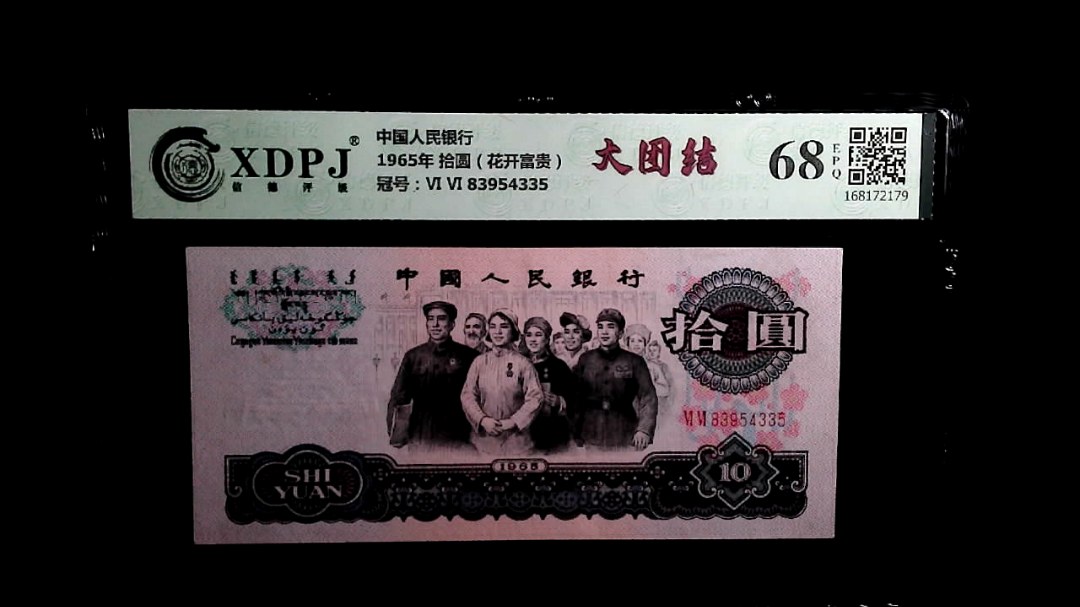 XDPJ®
信德评级
中国人民银行
1965年 拾圆（花开富贵）
冠号：VI VI 83954335
大团结
68
EPQ
168172179
中國人民銀行
拾圓
VI VI 83954335
1965
SHI
YUAN
10